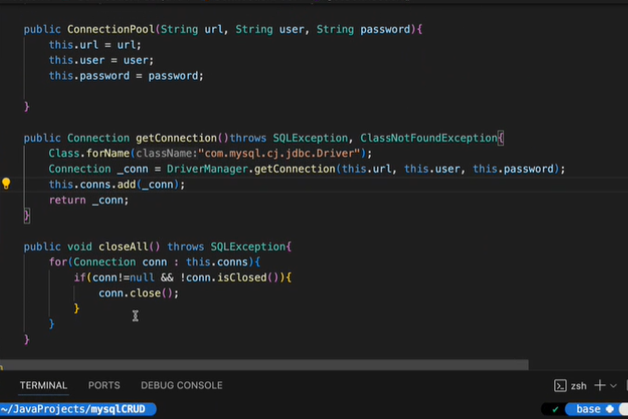 public ConnectionPool(String url, String user, String password){
this.url = url;
this.user = user;
this.password = password;
}
public Connection getConnection()throws SQLException, ClassNotFoundException{
Class.forName(className:"com.mysql.cj.jdbc.Driver");
Connection _conn = DriverManager.getConnection(this.url, this.user, this.password);
this.conns.add(_conn);
return _conn;
}
public void closeAll() throws SQLException{
for(Connection conn : this.conns){
if(conn!=null && !conn.isClosed()){
conn.close();
}
}
}
TERMINAL PORTS DEBUG CONSOLE zsh
~/JavaProjects/mysqlCRUD base